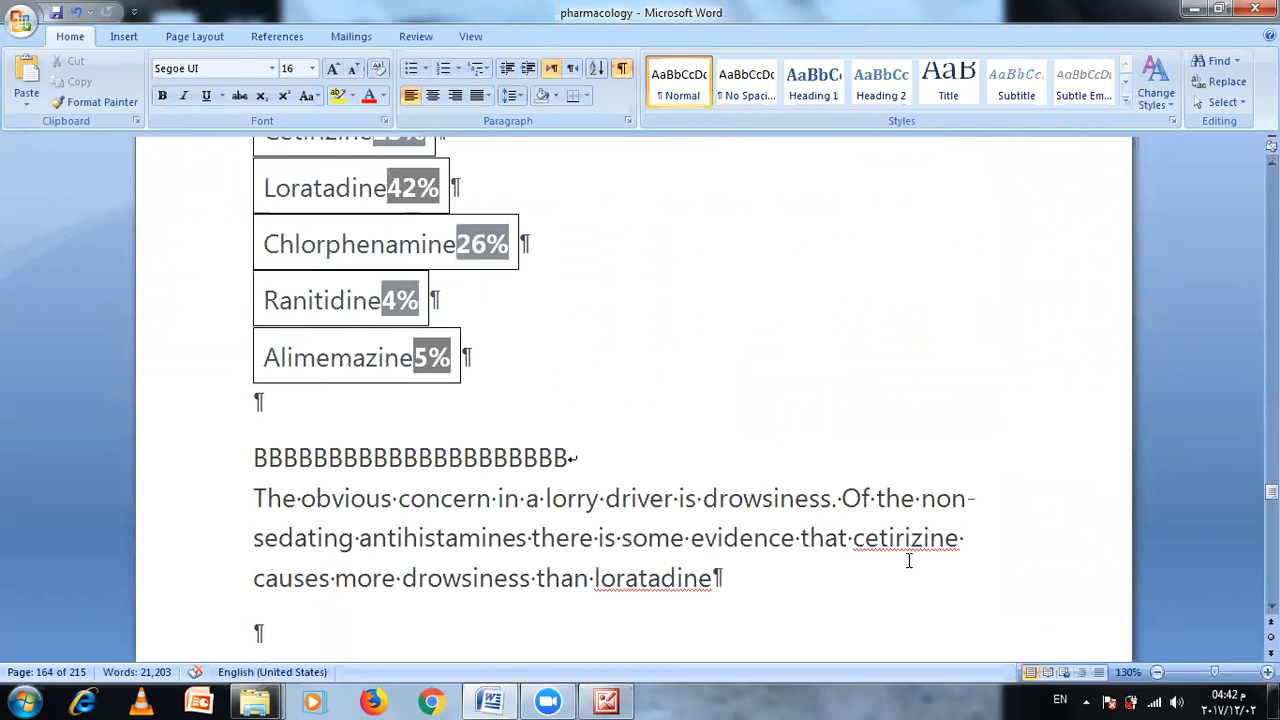 pharmacology - Microsoft Word
Home Insert Page Layout References Mailings Review View
Paste
Cut
Copy
Format Painter
Clipboard
Segoe UI 16
Font
Paragraph
AaBbCcDc AaBbCcDc AaBbC AaBbCc AaB AaBbCc. AaBbCcDc
¶ Normal ¶ No Spaci... Heading 1 Heading 2 Title Subtitle Subtle Em...
Change Styles
Styles
Find
Replace
Select
Editing
Loratadine42%¶
Chlorphenamine26%¶
Ranitidine4%¶
Alimemazine5%¶
¶
BBBBBBBBBBBBBBBBBBBBB↵
The·obvious·concern·in·a·lorry·driver·is·drowsiness.·Of·the·non-
sedating·antihistamines·there·is·some·evidence·that·cetirizine·
causes·more·drowsiness·than·loratadine¶
¶
Page: 164 of 215 Words: 21,203 English (United States) 130%
EN
04:42 م
٢٠١٧/١٢/٠٢